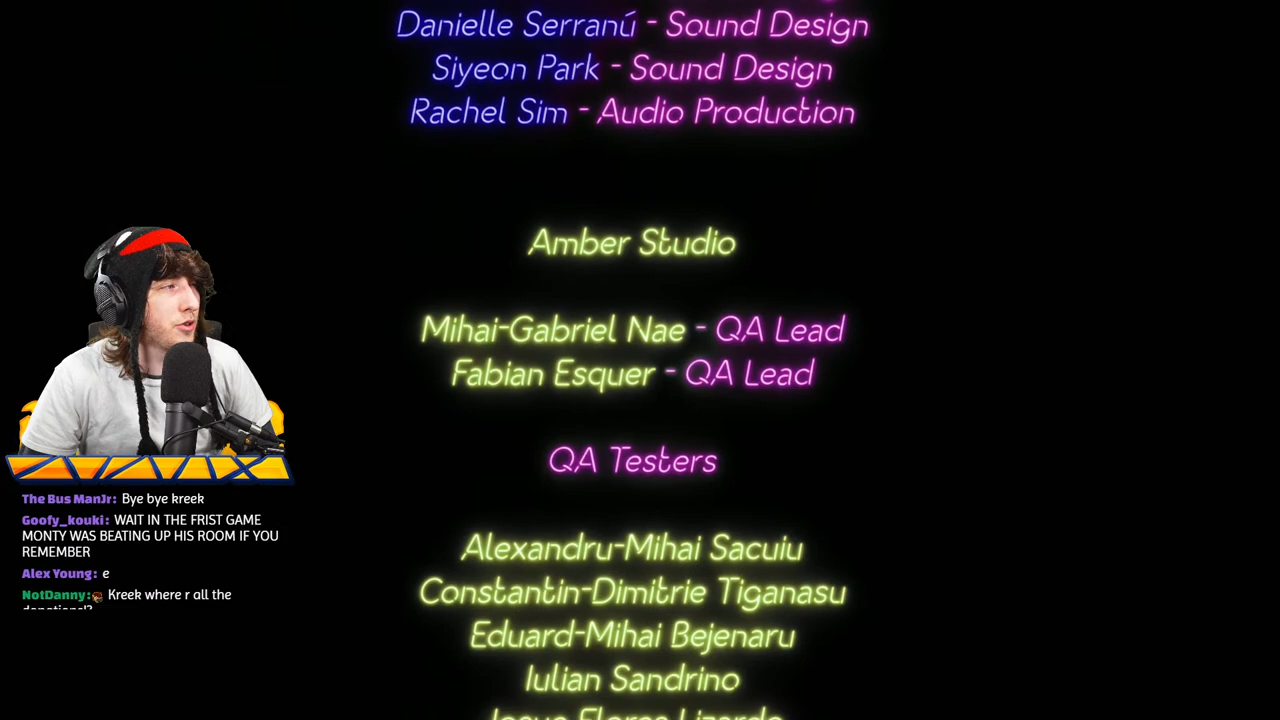 Danielle Serranú - Sound Design
Siyeon Park - Sound Design
Rachel Sim - Audio Production
Amber Studio
Mihai-Gabriel Nae - QA Lead
Fabian Esquer - QA Lead
QA Testers
Alexandru-Mihai Sacuiu
Constantin-Dimitrie Tiganasu
Eduard-Mihai Bejenaru
Iulian Sandrino
The Bus ManJr: Bye bye kreek
Goofy_kouki: WAIT IN THE FRIST GAME
MONTY WAS BEATING UP HIS ROOM IF YOU
REMEMBER
Alex Young: e
NotDanny: Kreek where r all the